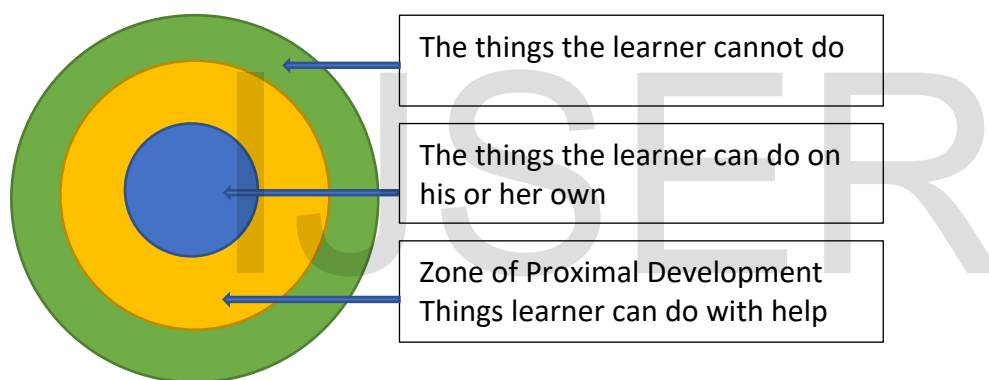 The things the learner cannot do
The things the learner can do on
his or her own
Zone of Proximal Development
Things learner can do with help
IJSER